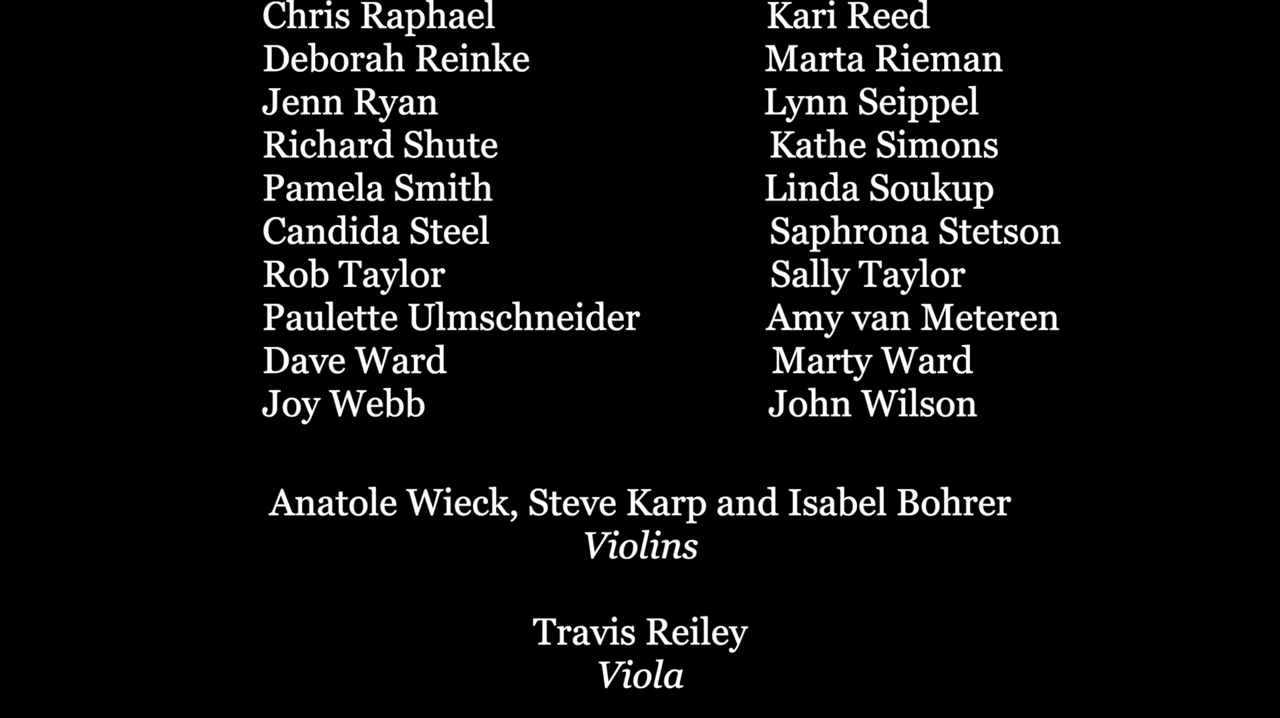 Chris Raphael Kari Reed
Deborah Reinke Marta Rieman
Jenn Ryan Lynn Seippel
Richard Shute Kathe Simons
Pamela Smith Linda Soukup
Candida Steel Saphrona Stetson
Rob Taylor Sally Taylor
Paulette Ulmschneider Amy van Meteren
Dave Ward Marty Ward
Joy Webb John Wilson
Anatole Wieck, Steve Karp and Isabel Bohrer
Violins
Travis Reiley
Viola